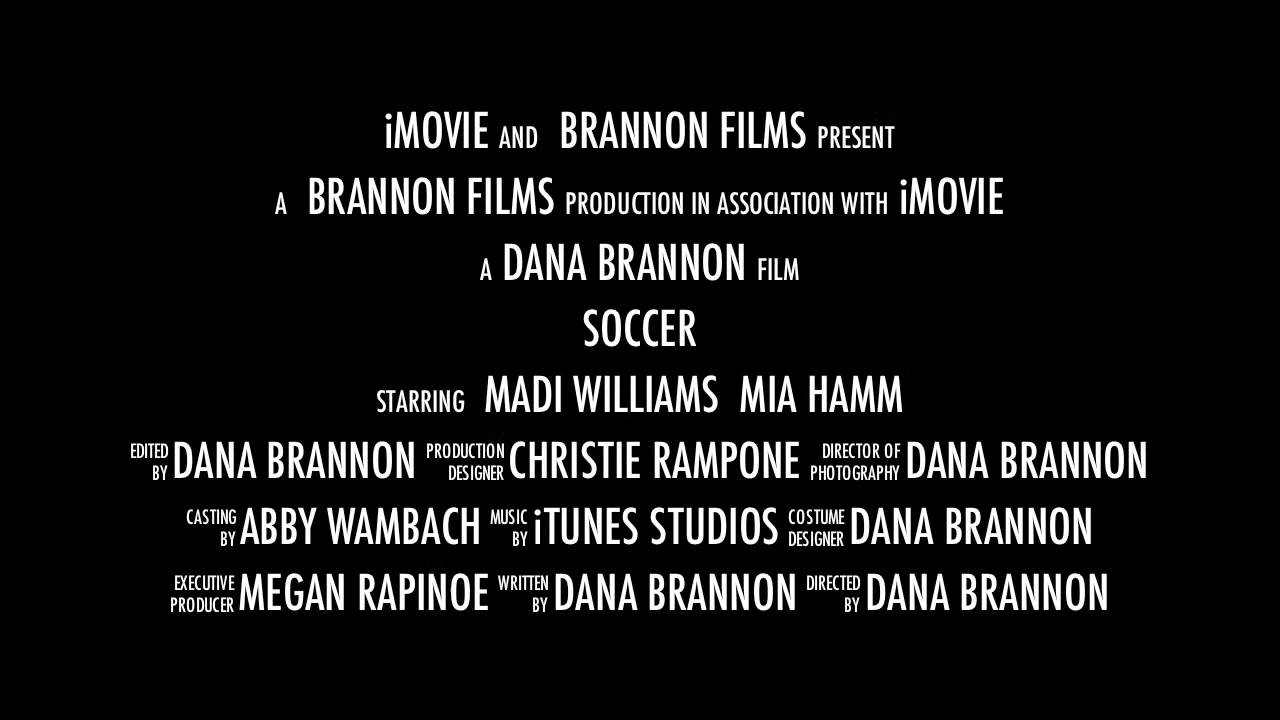 iMOVIE AND BRANNON FILMS PRESENT
A BRANNON FILMS PRODUCTION IN ASSOCIATION WITH iMOVIE
A DANA BRANNON FILM
SOCCER
STARRING MADI WILLIAMS MIA HAMM
EDITED BY DANA BRANNON PRODUCTION DESIGNER CHRISTIE RAMPONE DIRECTOR OF PHOTOGRAPHY DANA BRANNON
CASTING BY ABBY WAMBACH MUSIC BY iTUNES STUDIOS COSTUME DESIGNER DANA BRANNON
EXECUTIVE PRODUCER MEGAN RAPINOE WRITTEN BY DANA BRANNON DIRECTED BY DANA BRANNON